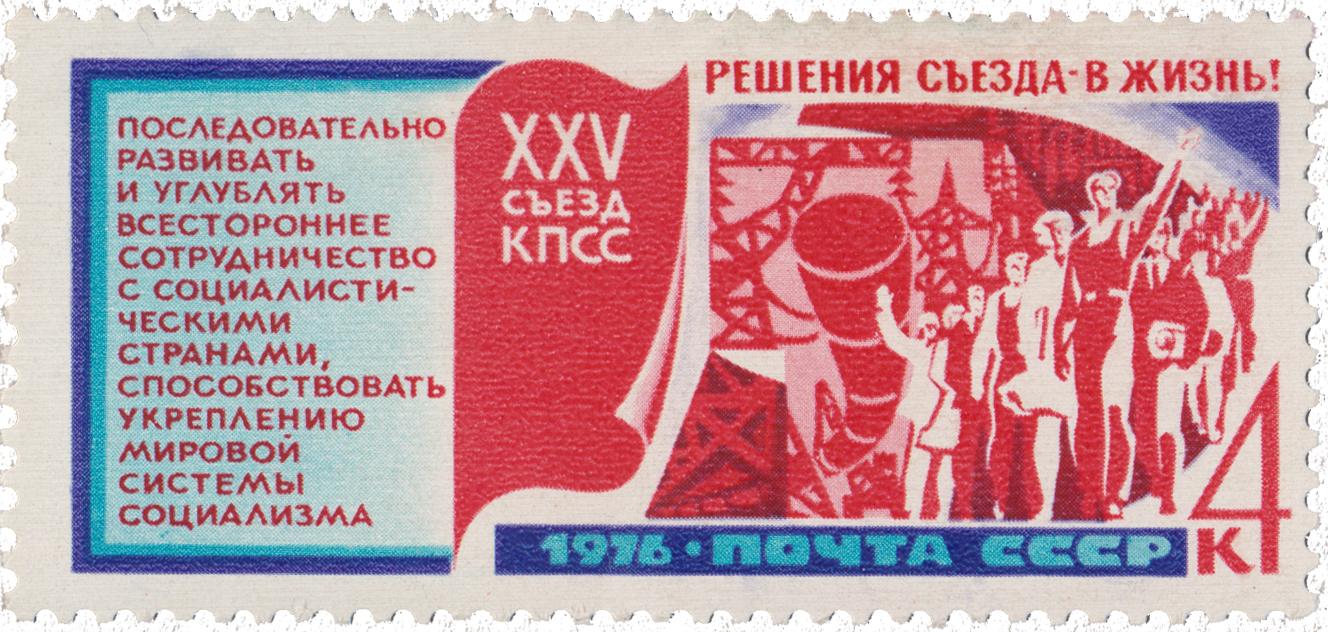 РЕШЕНИЯ СЪЕЗДА-В ЖИЗНЬ!
ПОСЛЕДОВАТЕЛЬНО
РАЗВИВАТЬ
И УГЛУБЛЯТЬ
ВСЕСТОРОННЕЕ
СОТРУДНИЧЕСТВО
С СОЦИАЛИСТИ-
ЧЕСКИМИ
СТРАНАМИ,
СПОСОБСТВОВАТЬ
УКРЕПЛЕНИЮ
МИРОВОЙ
СИСТЕМЫ
СОЦИАЛИЗМА
XXV
СЪЕЗД
КПСС
1976·ПОЧТА СССР
4
К